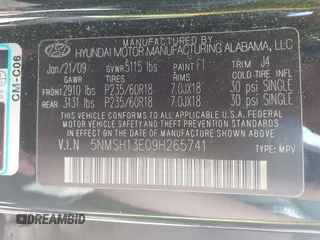 HYUNDAI MOTOR MANUFACTURING ALABAMA, LLC
Jan/21/09 GVWR 5115 lbs PAINT F1 TRIM J4
GAWR TIRES RIMS COLD TIRE PRESSURE
FRONT 2910 lbs P235/60R18 7.0JX18 30 psi SINGLE
REAR 3131 lbs P235/60R18 7.0JX18 30 psi SINGLE
THIS VEHICLE CONFORMS TO ALL APPLICABLE FEDERAL
MOTOR VEHICLE SAFETY, BUMPER, AND THEFT PREVENTION STANDARDS
IN EFFECT ON THE DATE OF MANUFACTURE SHOWN ABOVE.
V.I.N 5NMSH13E09H265741
TYPE: MPV
CM-C06
DREAMBID